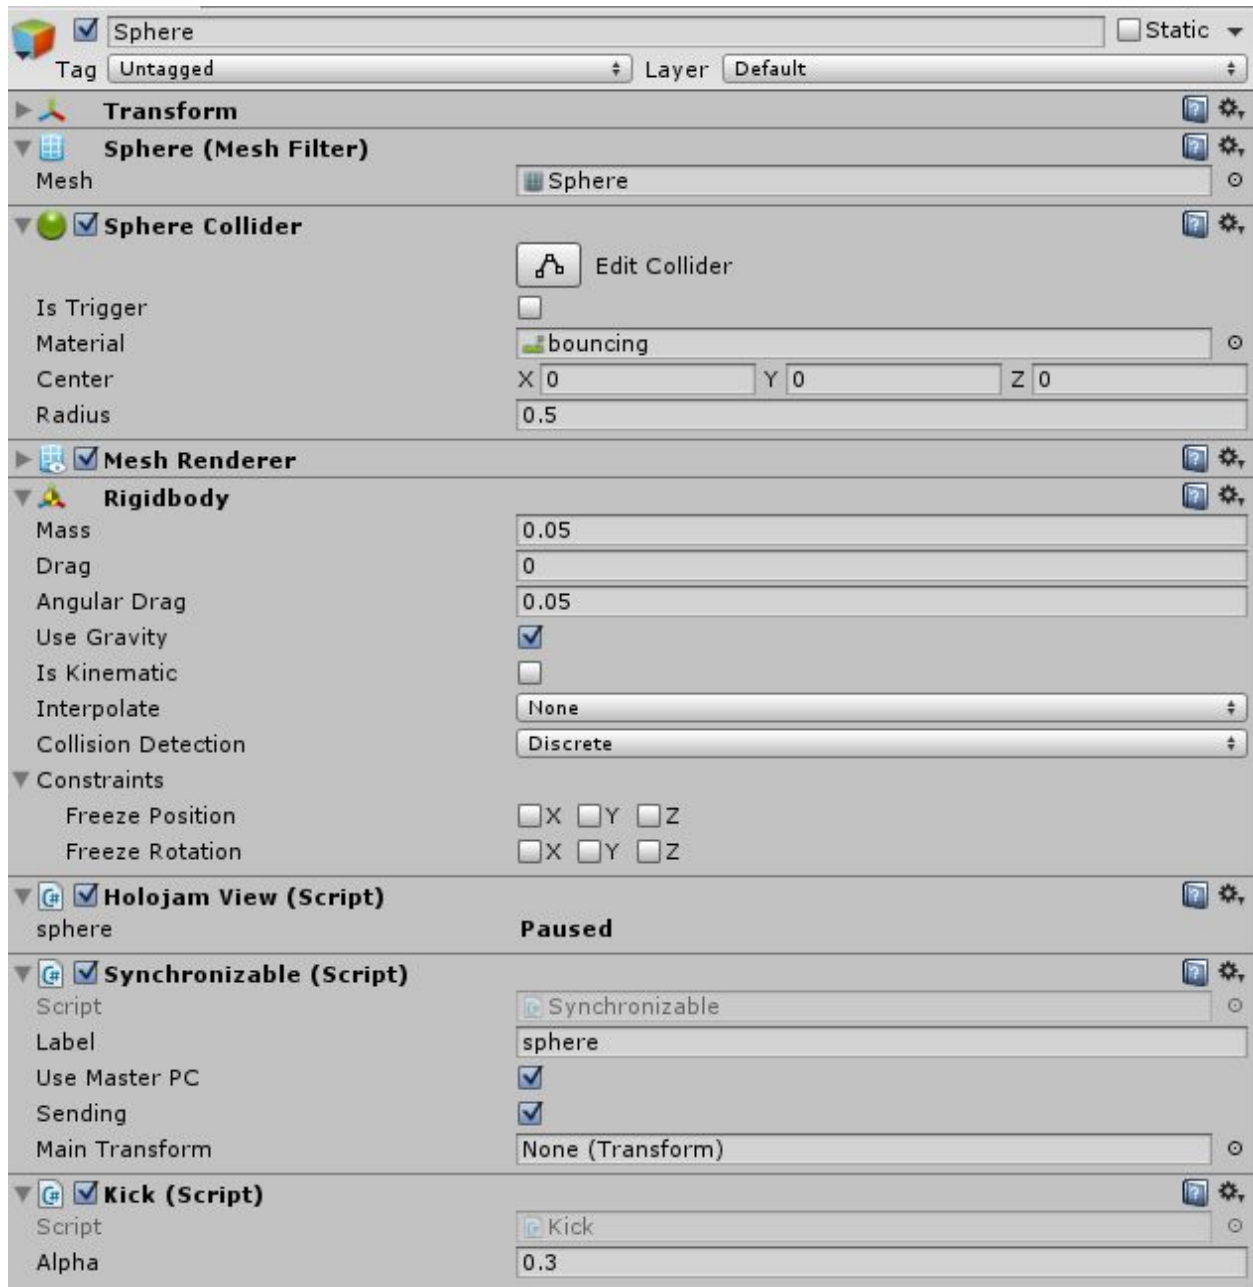 Sphere Static
Tag Untagged Layer Default
Transform
Sphere (Mesh Filter)
Mesh Sphere
Sphere Collider
Edit Collider
Is Trigger
Material bouncing
Center X 0 Y 0 Z 0
Radius 0.5
Mesh Renderer
Rigidbody
Mass 0.05
Drag 0
Angular Drag 0.05
Use Gravity
Is Kinematic
Interpolate None
Collision Detection Discrete
Constraints
Freeze Position X Y Z
Freeze Rotation X Y Z
Holojam View (Script)
sphere Paused
Synchronizable (Script)
Script Synchronizable
Label sphere
Use Master PC
Sending
Main Transform None (Transform)
Kick (Script)
Script Kick
Alpha 0.3